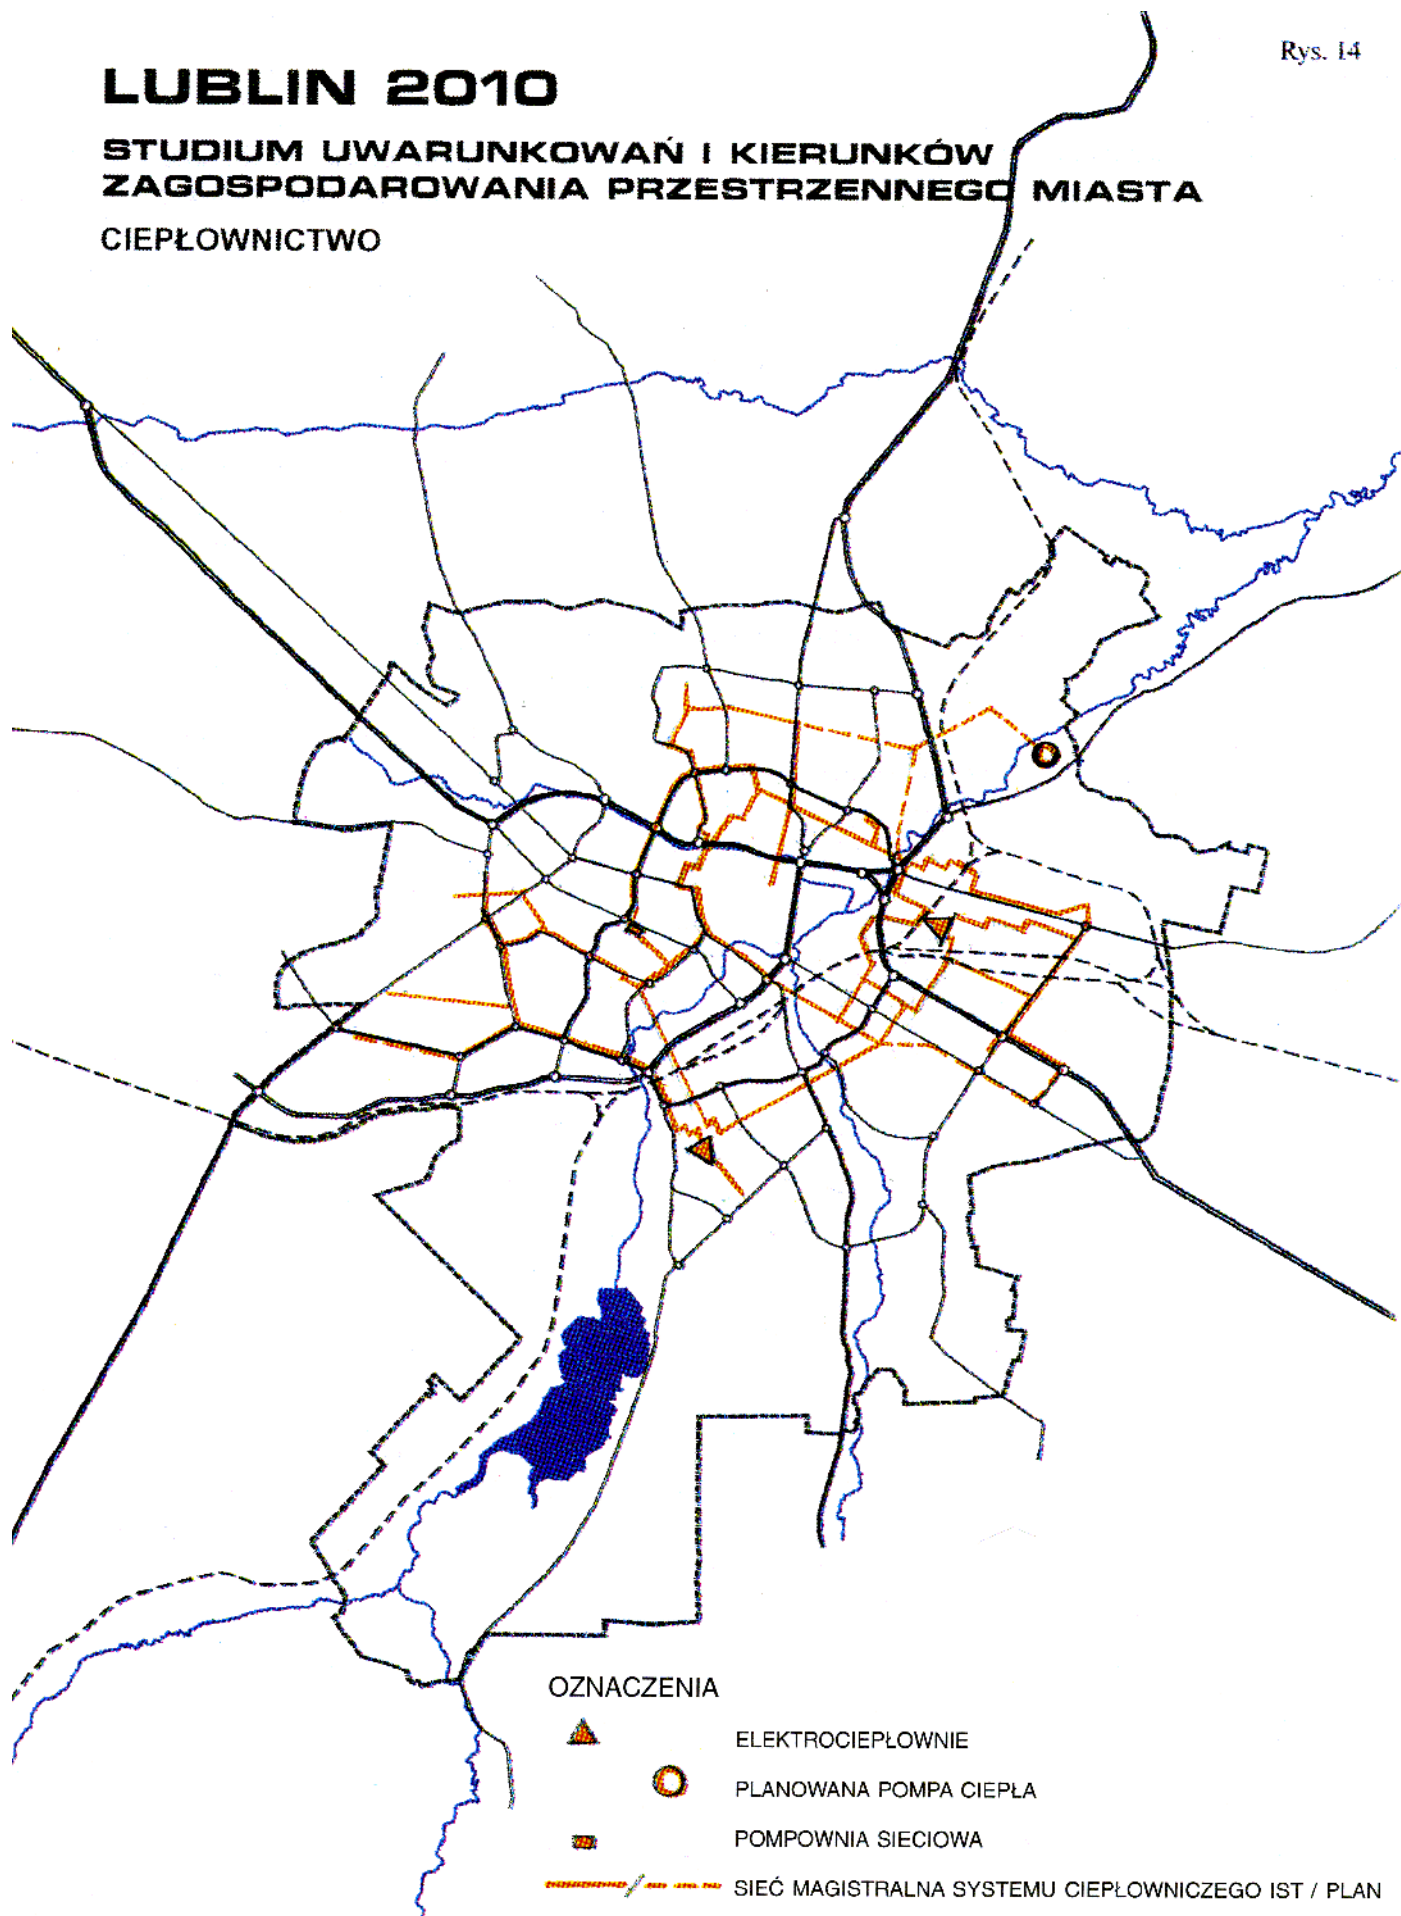 Rys. 14
LUBLIN 2010
STUDIUM UWARUNKOWAŃ I KIERUNKÓW
ZAGOSPODAROWANIA PRZESTRZENNEGO MIASTA
CIEPŁOWNICTWO
OZNACZENIA
ELEKTROCIEPŁOWNIE
PLANOWANA POMPA CIEPŁA
POMPOWNIA SIECIOWA
SIEĆ MAGISTRALNA SYSTEMU CIEPŁOWNICZEGO IST / PLAN